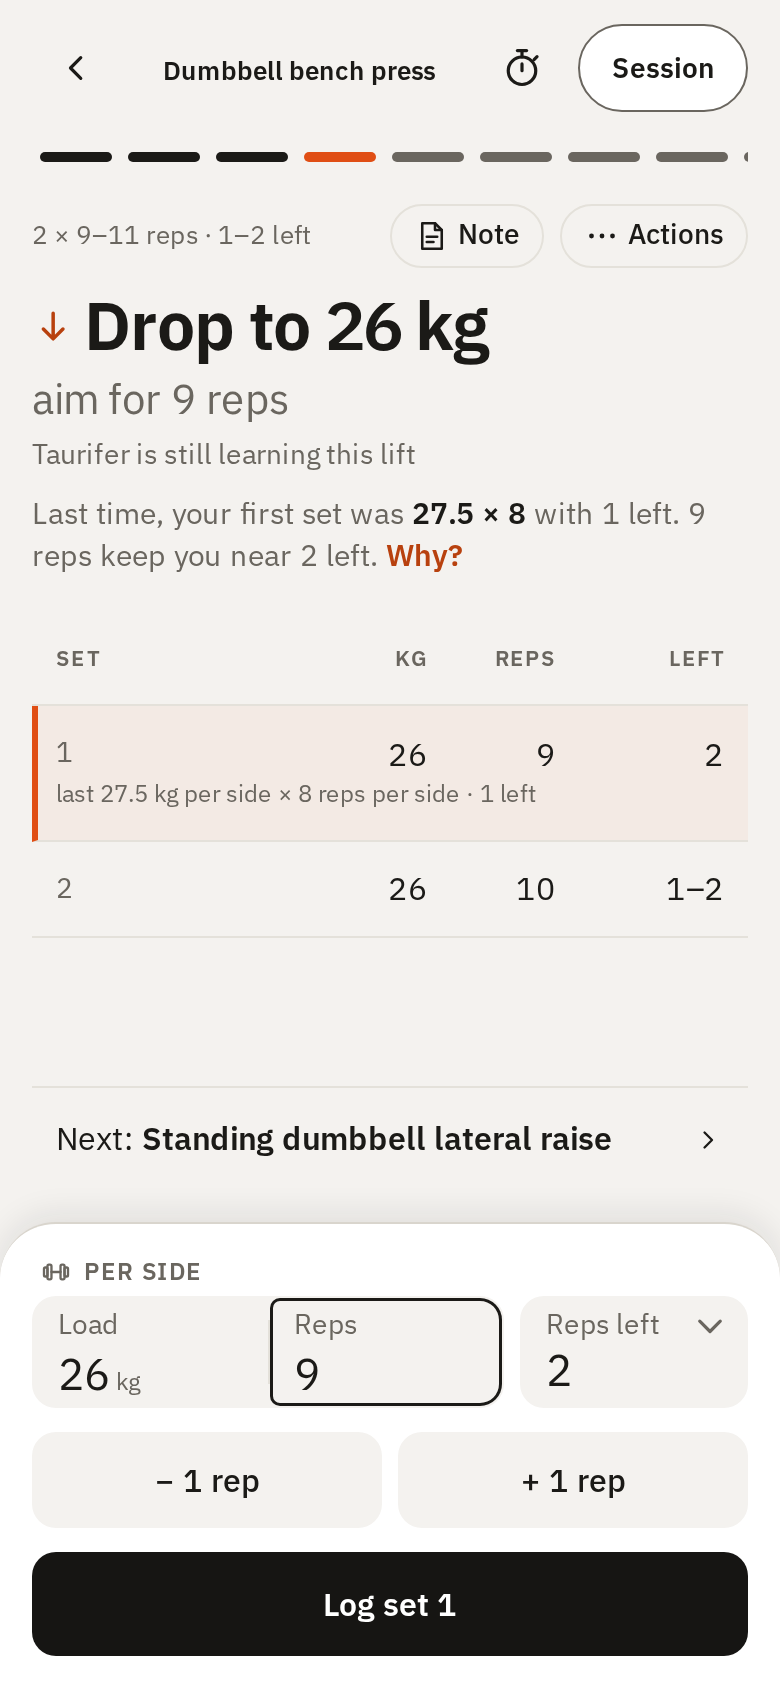 Dumbbell bench press
Session
2 × 9–11 reps · 1–2 left
Note
Actions
Drop to 26 kg
aim for 9 reps
Taurifer is still learning this lift
Last time, your first set was 27.5 × 8 with 1 left. 9
reps keep you near 2 left. Why?
SET KG REPS LEFT
1 26 9 2
last 27.5 kg per side × 8 reps per side · 1 left
2 26 10 1–2
Next: Standing dumbbell lateral raise
PER SIDE
Load Reps Reps left
26 kg 9 2
– 1 rep + 1 rep
Log set 1